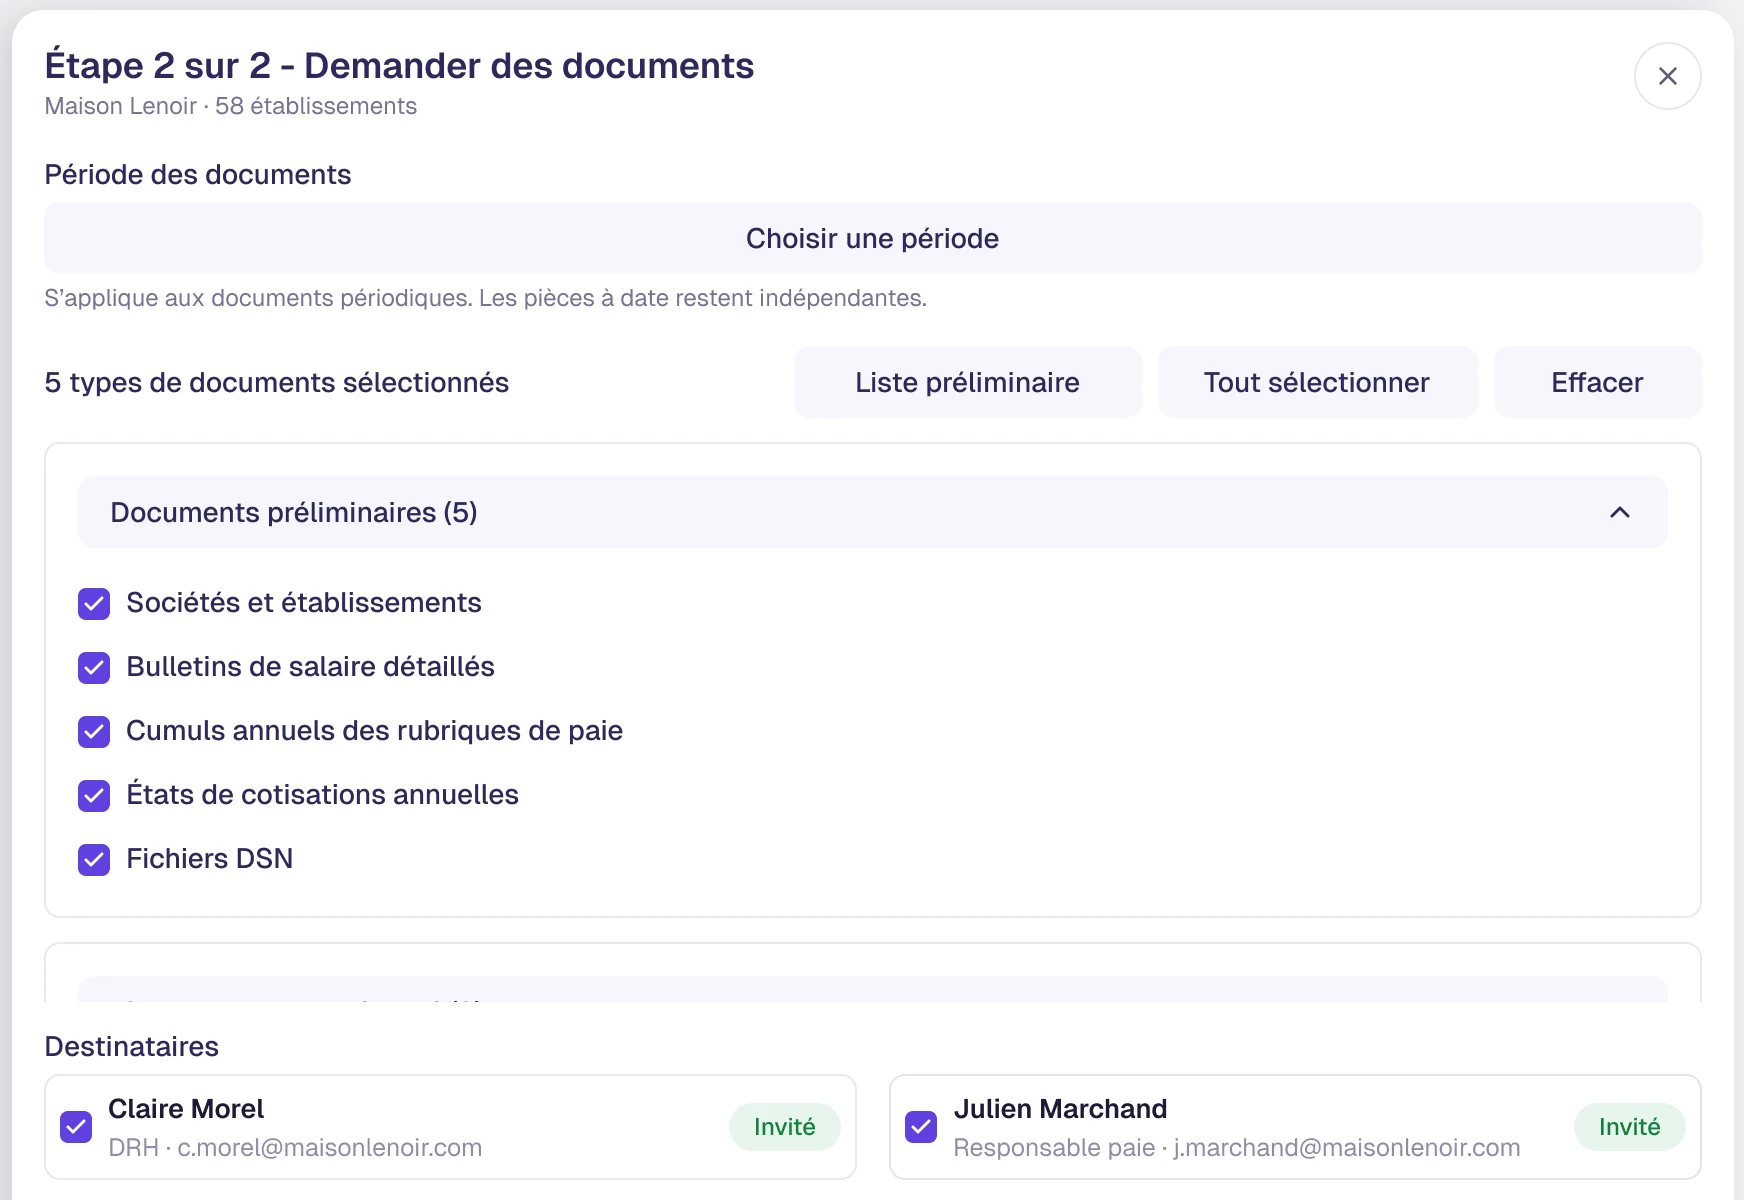 Étape 2 sur 2 - Demander des documents
Maison Lenoir · 58 établissements
Période des documents
Choisir une période
S’applique aux documents périodiques. Les pièces à date restent indépendantes.
5 types de documents sélectionnés
Liste préliminaire
Tout sélectionner
Effacer
Documents préliminaires (5)
Sociétés et établissements
Bulletins de salaire détaillés
Cumuls annuels des rubriques de paie
États de cotisations annuelles
Fichiers DSN
Destinataires
Claire Morel
DRH · c.morel@maisonlenoir.com
Invité
Julien Marchand
Responsable paie · j.marchand@maisonlenoir.com
Invité